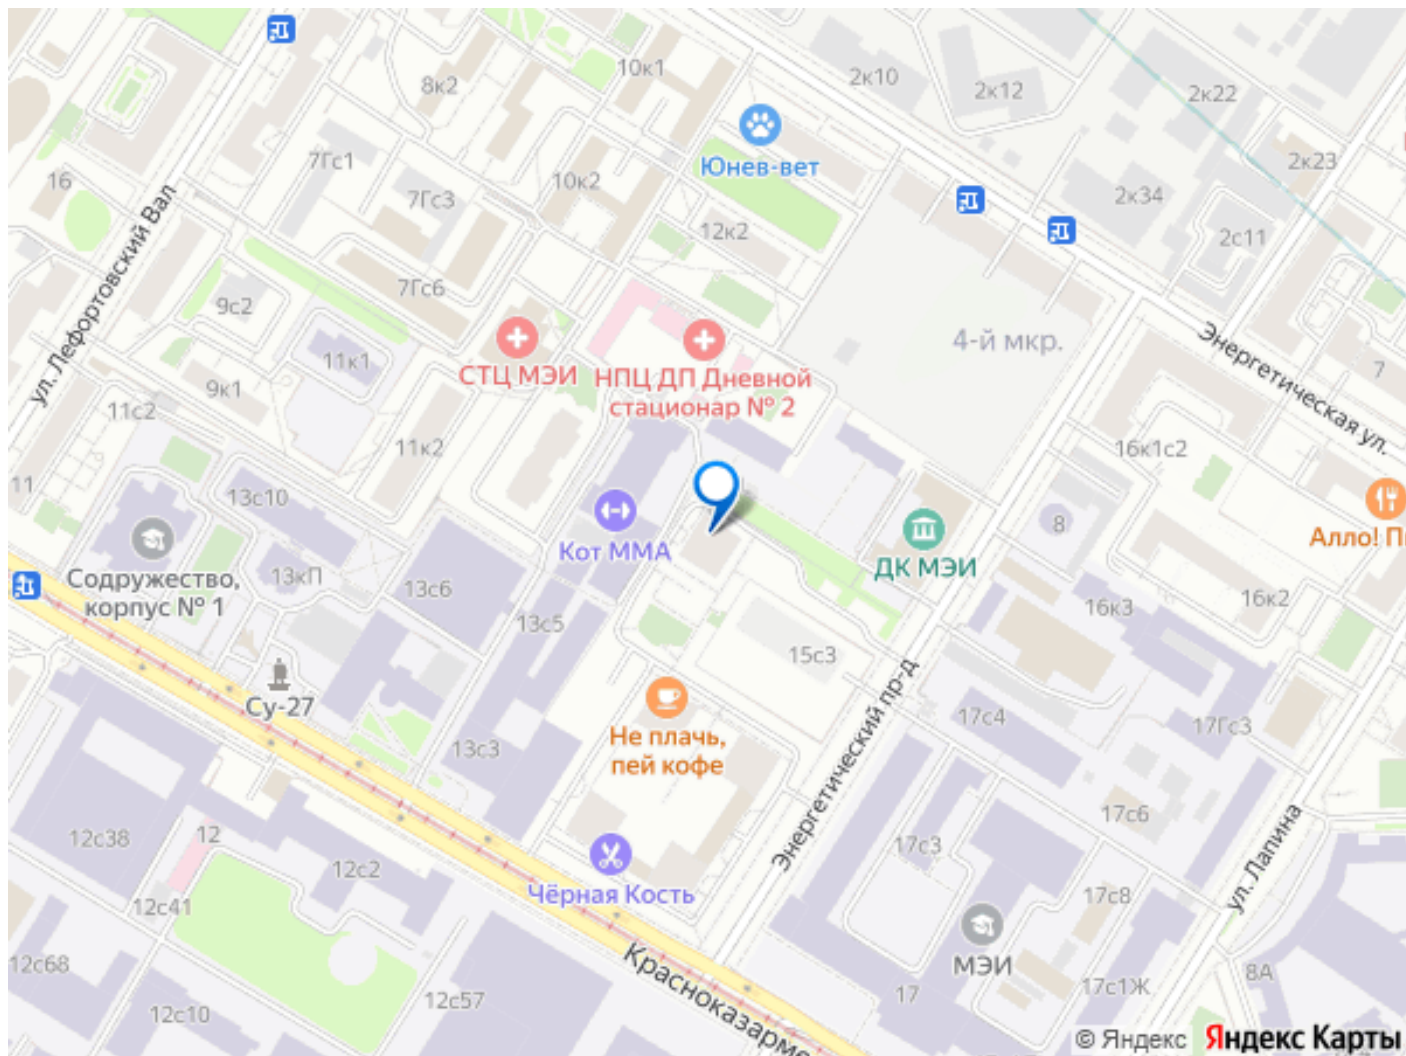 10к1
8к2
2к10
2к12
2к22
Юнев-вет
7Гс1
10к2
7Гс3
16
2к23
2к34
12к2
2с11
ул. Лефортовский Вал
7Гс6
9с2
4-й мкр.
Энергетическая ул.
11к1
СТЦ МЭИ
НПЦ ДП Дневной
стационар № 2
7
9к1
11с2
11к2
16к1с2
11
13с10
8
Кот ММА
ДК МЭИ
Алло! П
Содружество,
корпус № 1
13кП
13с6
13с5
16к3
16к2
15с3
Су-27
13с3
Не плачь,
пей кофе
Энергетический пр-д
17с4
17Гс3
12с38
12
12с2
17с6
17с3
ул. Лапина
Чёрная Кость
12с41
17с8
12с68
Красноказарме
МЭИ
8А
12с57
17
17с1Ж
12с10
© Яндекс Яндекс Карты